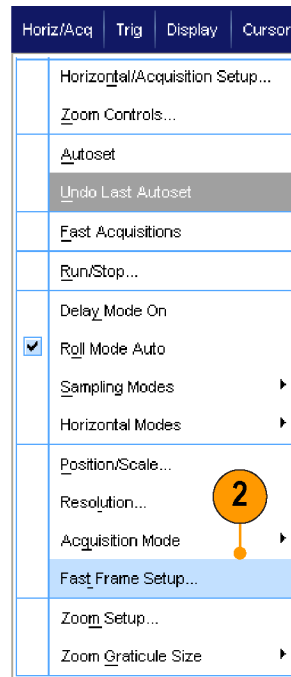 Horiz/Acq Trig Display Cursor
Horizontal/Acquisition Setup...
Zoom Controls...
Autoset
Undo Last Autoset
Fast Acquisitions
Run/Stop...
Delay Mode On
Roll Mode Auto
Sampling Modes
Horizontal Modes
Position/Scale...
Resolution...
2
Acquisition Mode
Fast Frame Setup...
Zoom Setup...
Zoom Graticule Size